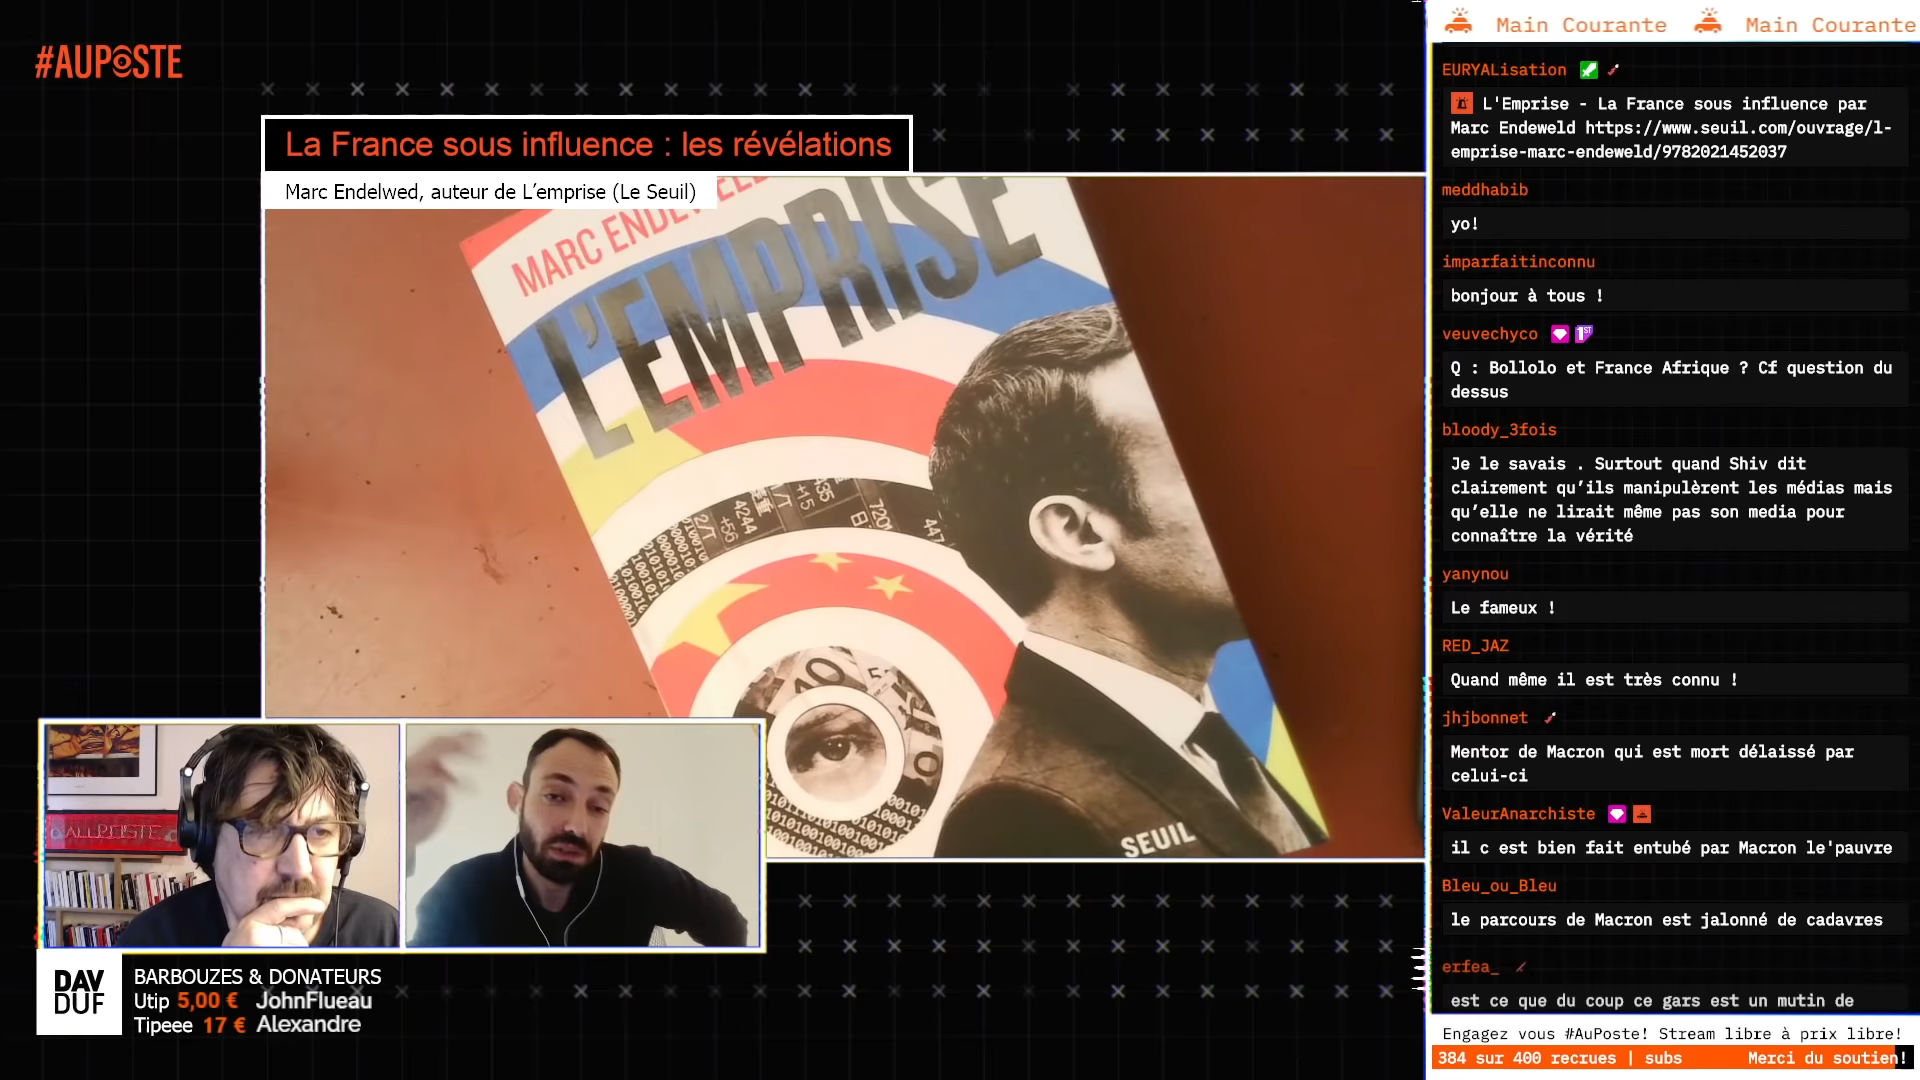 #AUPOSTE
La France sous influence : les révélations
Marc Endelwed, auteur de L'emprise (Le Seuil)
L'EMPRISE
SEUIL
DAV
DUF
BARBOUZES & DONATEURS
Utip 5,00 € JohnFlueau
Tipeee 17 € Alexandre
Main Courante Main Courante
EURYALisation
L'Emprise - La France sous influence par
Marc Endeweld https://www.seuil.com/ouvrage/l-
emprise-marc-endeweld/9782021452037
meddhabib
yo!
imparfaitinconnu
bonjour à tous !
veuvechyco 1ST
Q : Bollolo et France Afrique ? Cf question du
dessus
bloody_3fois
Je le savais . Surtout quand Shiv dit
clairement qu’ils manipulèrent les médias mais
qu’elle ne lirait même pas son media pour
connaître la vérité
yanynou
Le fameux !
RED_JAZ
Quand même il est très connu !
jhjbonnet
Mentor de Macron qui est mort délaissé par
celui-ci
ValeurAnarchiste
il c est bien fait entubé par Macron le'pauvre
Bleu_ou_Bleu
le parcours de Macron est jalonné de cadavres
erfea_
est ce que du coup ce gars est un mutin de
Engagez vous #AuPoste! Stream libre à prix libre!
384 sur 400 recrues | subs Merci du soutien!